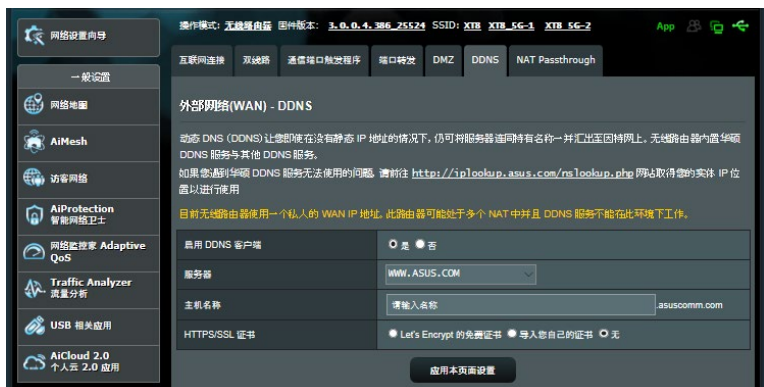 网络设置向导
操作模式: 无线路由器 固件版本: 3.0.0.4.386_25524 SSID: XT8 XT8_5G-1 XT8 5G-2
App
互联网连接 双线路 通信端口触发程序 端口转发 DMZ DDNS NAT Passthrough
一般设置
网络地图
AiMesh
访客网络
AiProtection
智能网络卫士
网络监控家 Adaptive
QoS
Traffic Analyzer
流量分析
USB 相关应用
AiCloud 2.0
个人云 2.0 应用
外部网络(WAN) - DDNS
动态 DNS (DDNS)让您即使在没有静态 IP 地址的情况下，仍可将服务器连同特有名称一并汇出至因特网上。无线路由器内置华硕
DDNS 服务与其他 DDNS 服务。
如果您遇到华硕 DDNS 服务无法使用的问题 请前往 http://iplookup.asus.com/nslookup.php 网站取得您的实体 IP 位
置以进行使用
目前无线路由器使用一个私人的 WAN IP 地址. 此路由器可能处于多个 NAT 中并且 DDNS 服务不能在此环境下工作。
启用 DDNS 客户端 是 否
服务器 WWW.ASUS.COM
主机名称 请输入名称 .asuscomm.com
HTTPS/SSL 证书 Let's Encrypt 的免费证书 导入您自己的证书 无
应用本页面设置